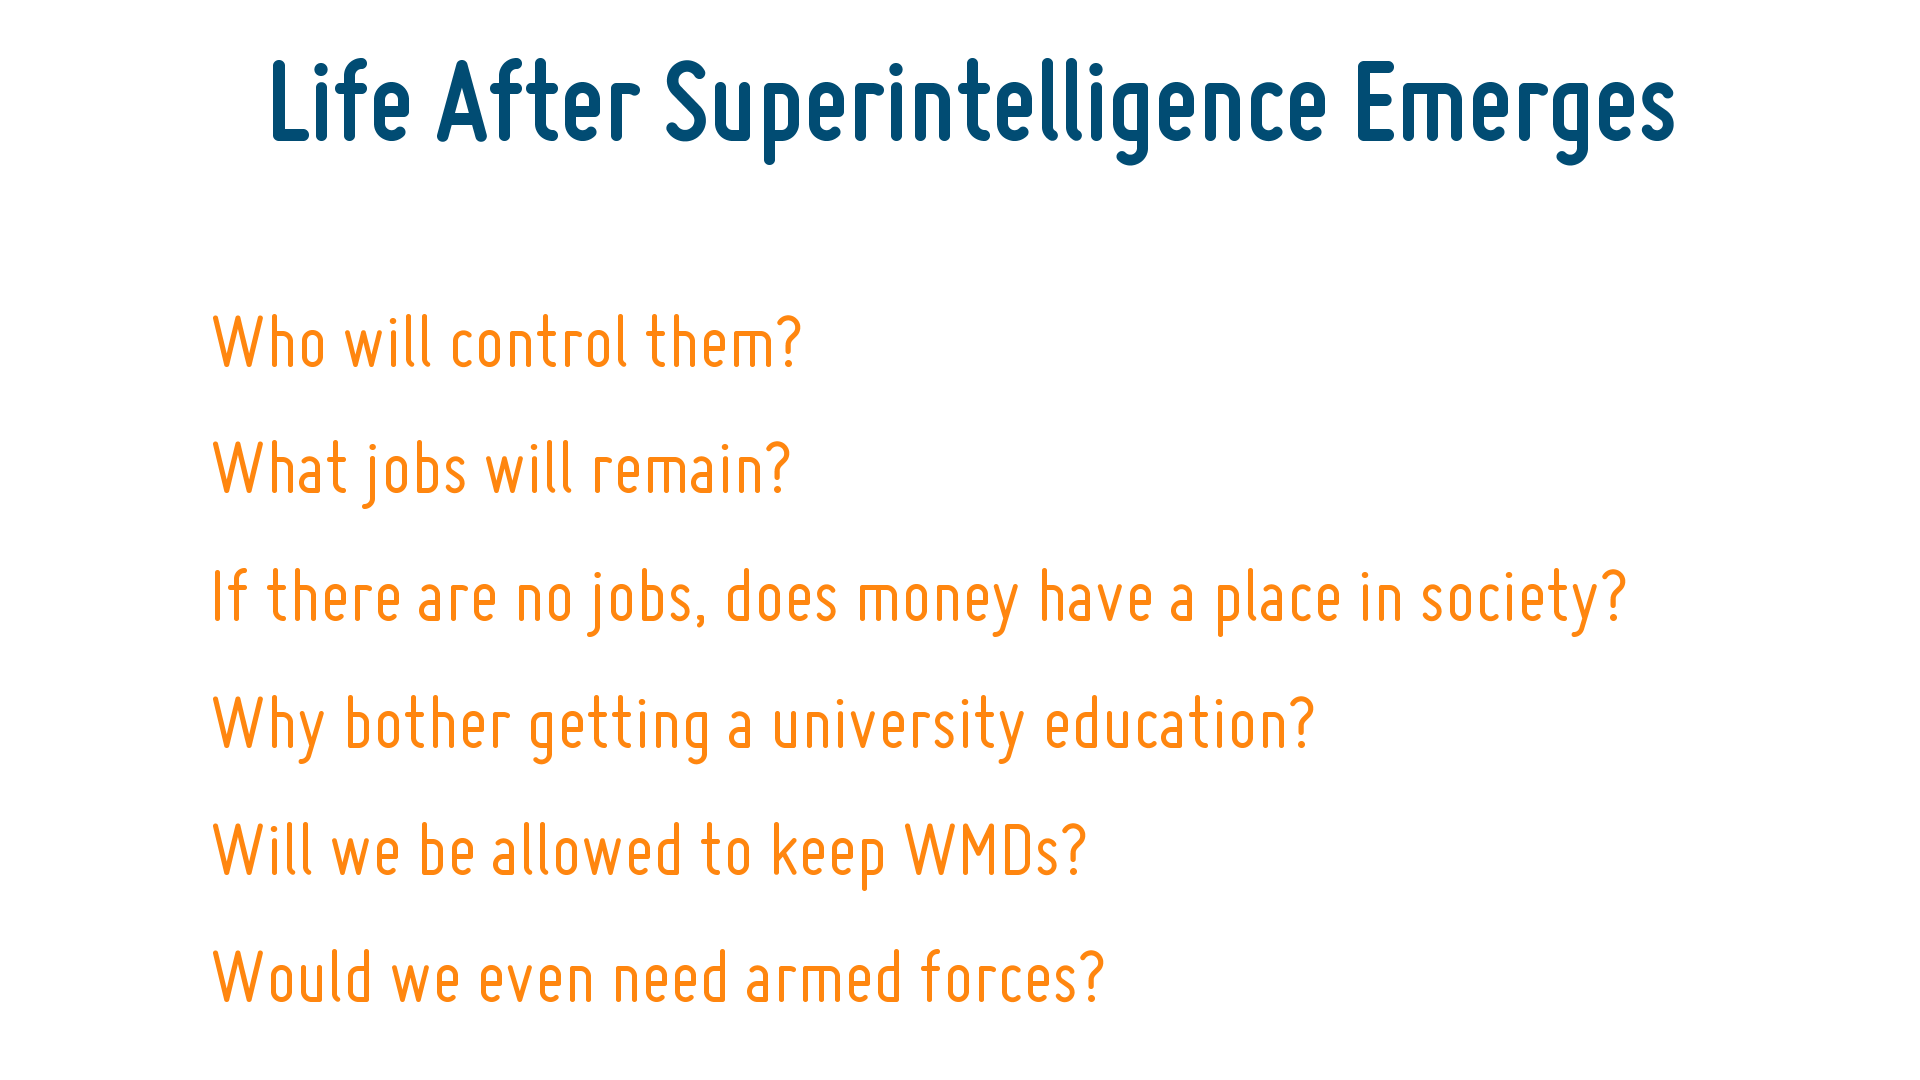 Life After Superintelligence Emerges
Who will control them?
What jobs will remain?
If there are no jobs, does money have a place in society?
Why bother getting a university education?
Will we be allowed to keep WMDs?
Would we even need armed forces?